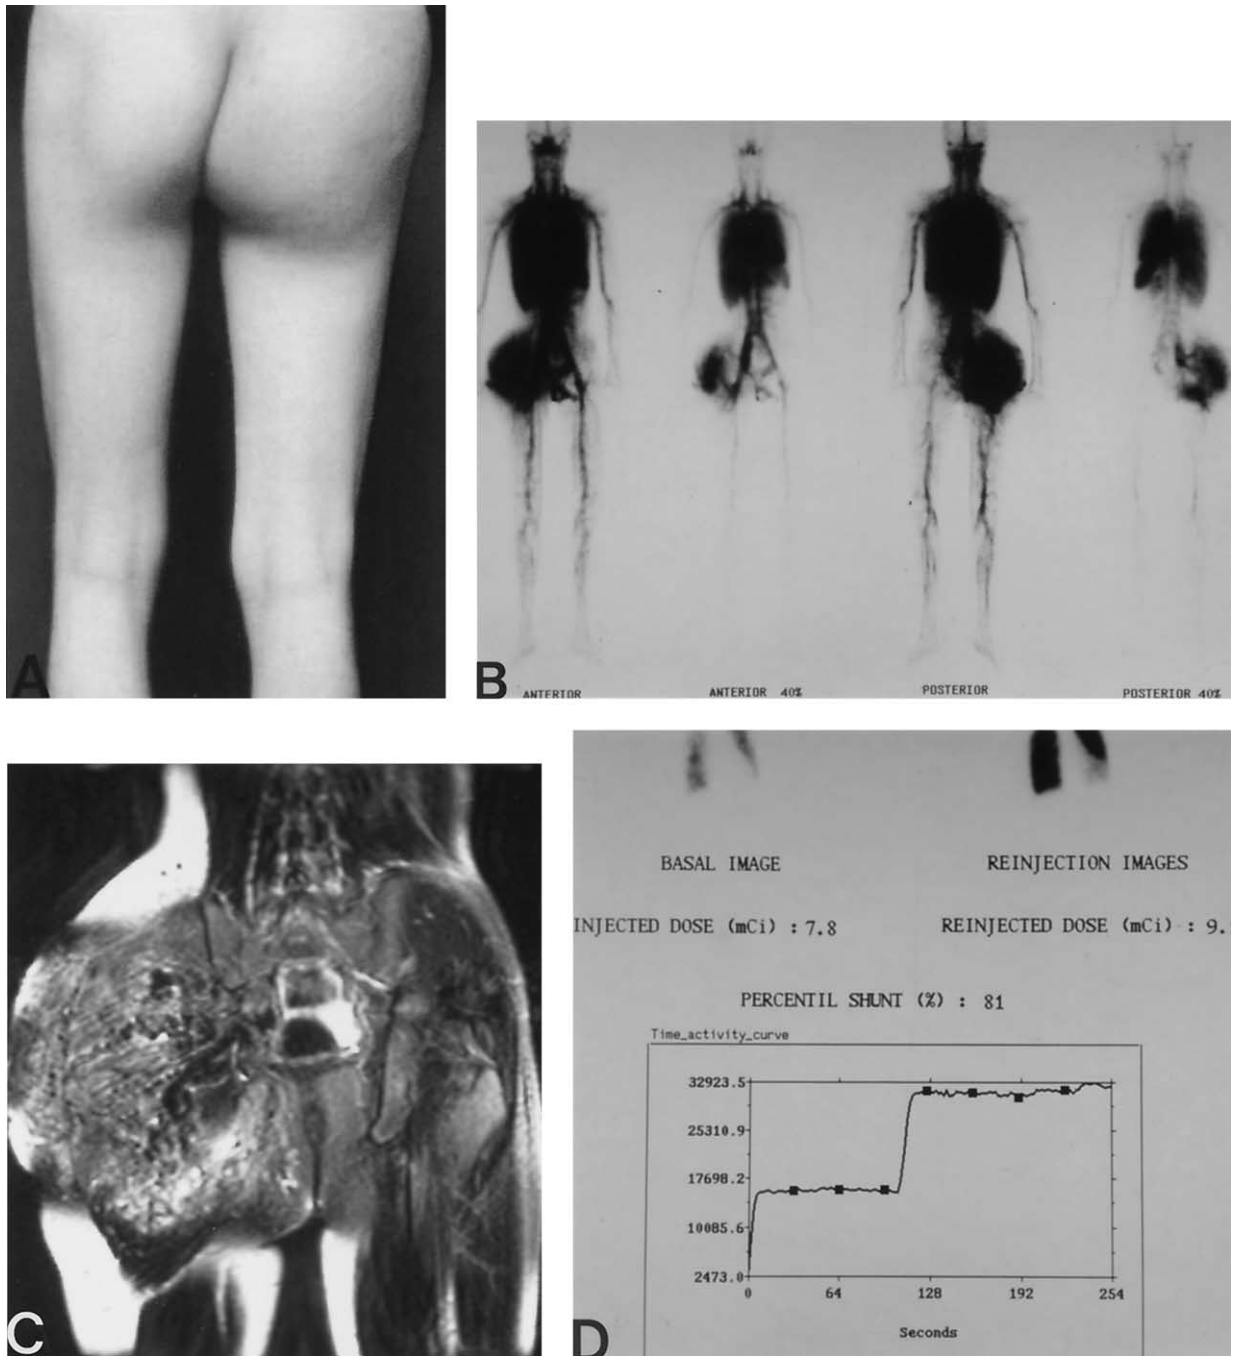 A
B
ANTERIOR
ANTERIOR 40%
POSTERIOR
POSTERIOR 40%
C
BASAL IMAGE
REINJECTION IMAGES
INJECTED DOSE (mCi) : 7.8
REINJECTED DOSE (mCi) : 9.
PERCENTIL SHUNT (%) : 81
Time_activity_curve
32923.5
25310.9
17698.2
10085.6
2473.0
0 64 128 192 254
Seconds
D